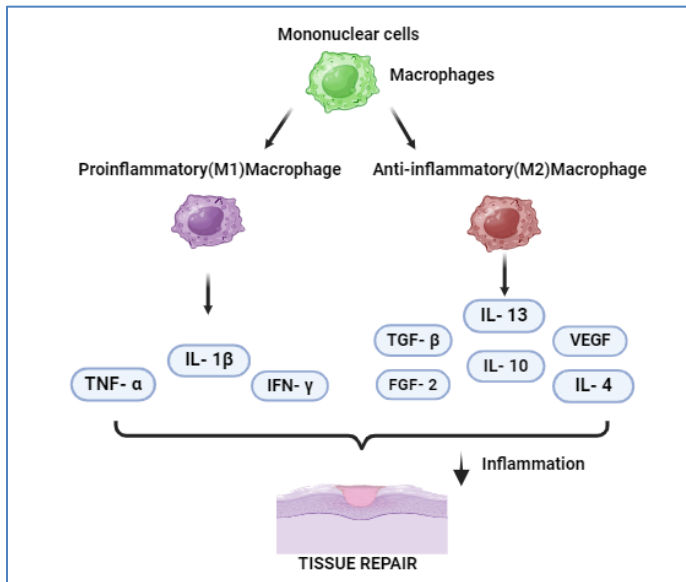 Mononuclear cells
Macrophages
Proinflammatory(M1)Macrophage
Anti-inflammatory(M2)Macrophage
TNF- α
IL- 1β
IFN- γ
TGF- β
IL- 13
VEGF
FGF- 2
IL- 10
IL- 4
Inflammation
TISSUE REPAIR